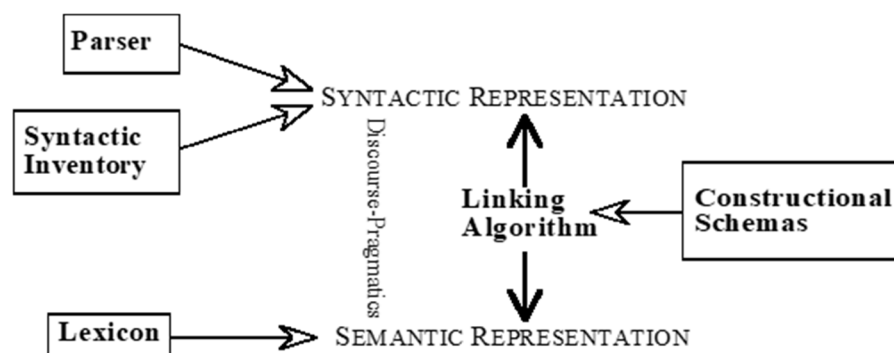 Parser
SYNTACTIC REPRESENTATION
Syntactic
Inventory
Discourse-Pragmatics
Linking
Algorithm
Constructional
Schemas
Lexicon
SEMANTIC REPRESENTATION